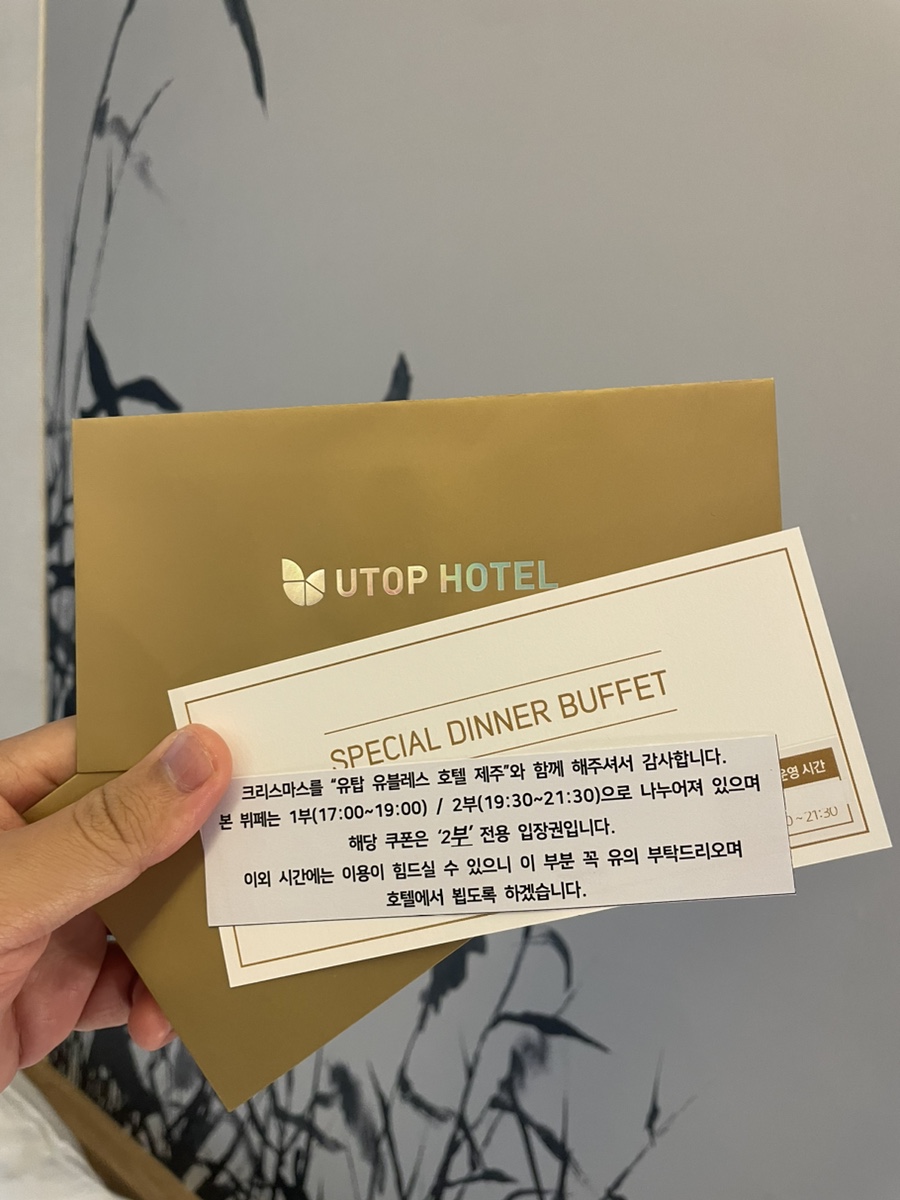 UTOP HOTEL
SPECIAL DINNER BUFFET
운영 시간
~21:30
크리스마스를 “유탑 유블레스 호텔 제주”와 함께 해주셔서 감사합니다.
본 뷔페는 1부(17:00~19:00) / 2부(19:30~21:30)으로 나누어져 있으며
해당 쿠폰은 ‘2부’ 전용 입장권입니다.
이외 시간에는 이용이 힘드실 수 있으니 이 부분 꼭 유의 부탁드리오며
호텔에서 뵙도록 하겠습니다.